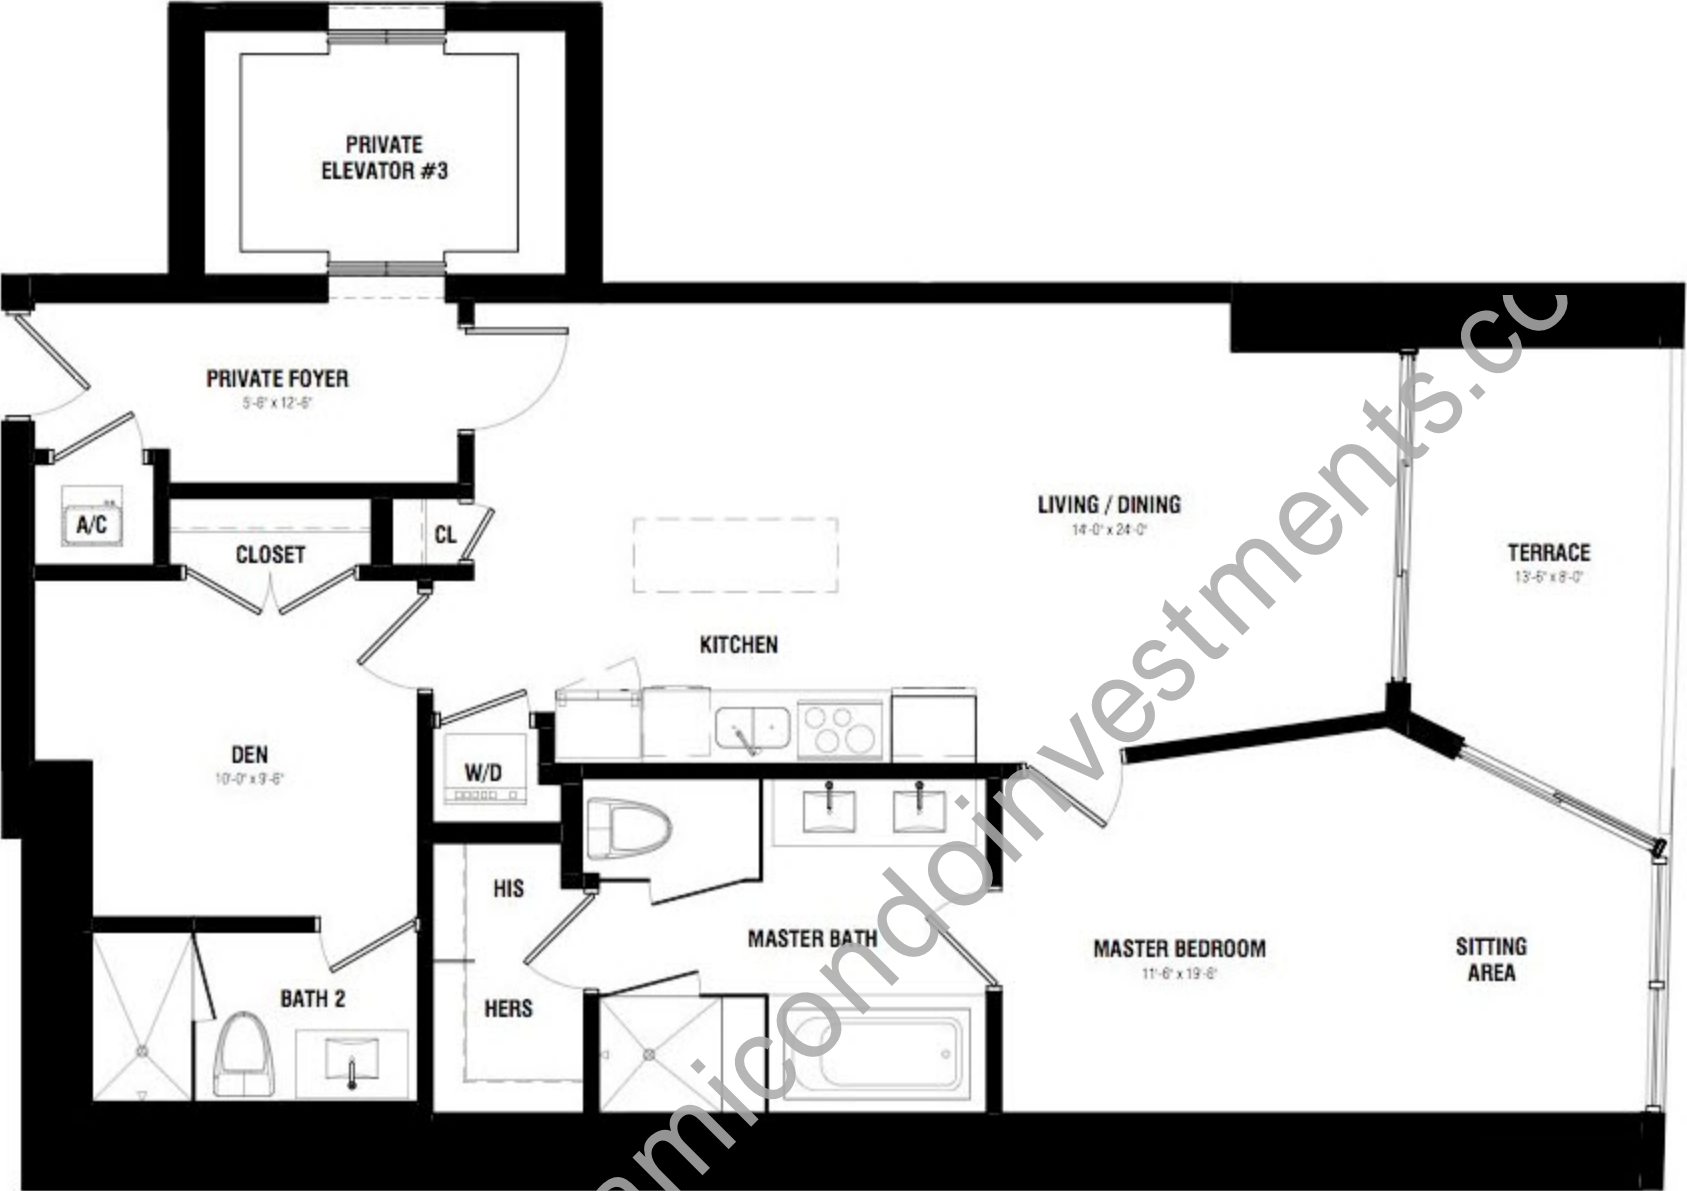 PRIVATE
ELEVATOR #3
PRIVATE FOYER
5'-8" x 12'-6"
A/C
CLOSET
CL
LIVING / DINING
14'-0" x 24'-0"
TERRACE
13'-6" x 8'-0"
KITCHEN
DEN
10'-0" x 9'-6"
W/D
HIS
HERS
MASTER BATH
MASTER BEDROOM
11'-6" x 19'-6"
SITTING
AREA
BATH 2
amicondoinvestments.co